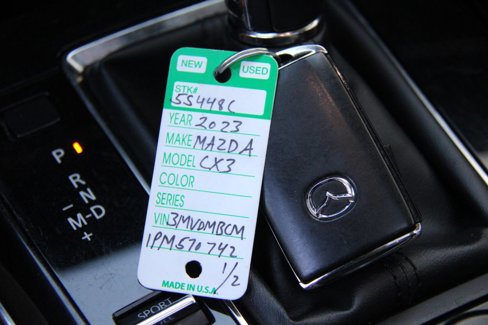 NEW USED
STK#
SS448C
YEAR 2023
MAKE MAZDA
MODEL CX3
COLOR
SERIES
VIN 3MVDMBCM
1PM570742
1/2
MADE IN U.S.A.
P
R
N
M-D
−
+
SPORT